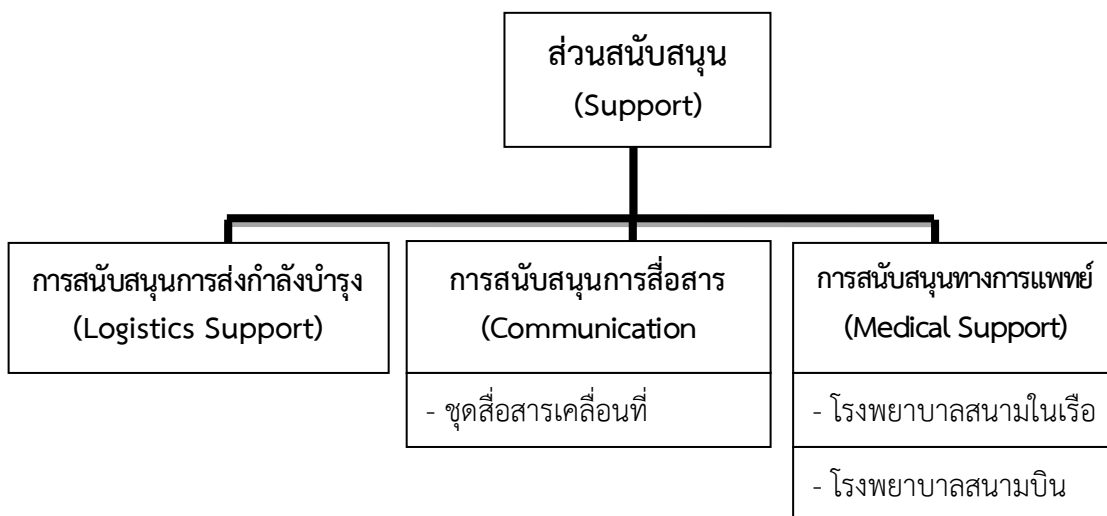 ส่วนสนับสนุน
(Support)
การสนับสนุนการส่งกำลังบำรุง
(Logistics Support)
การสนับสนุนการสื่อสาร
(Communication
- ชุดสื่อสารเคลื่อนที่
การสนับสนุนทางการแพทย์
(Medical Support)
- โรงพยาบาลสนามในเรือ
- โรงพยาบาลสนามบิน